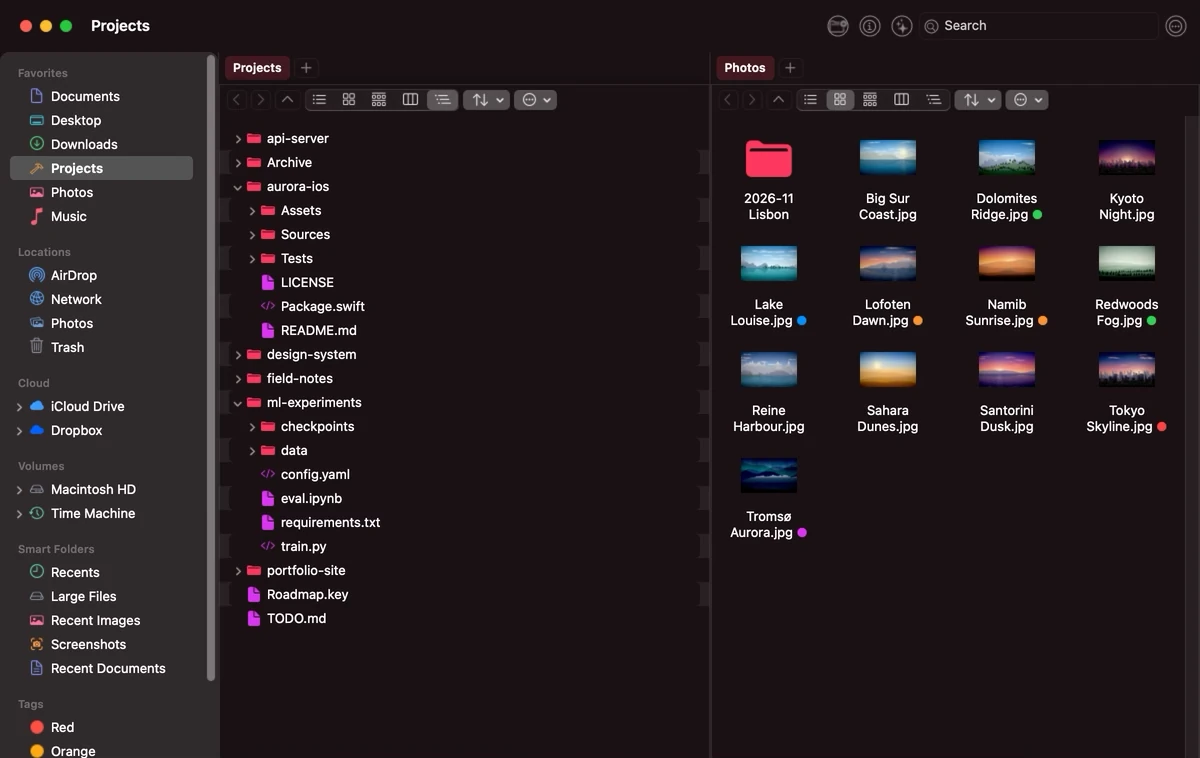 Projects
Search
Favorites
Documents
Desktop
Downloads
Projects
Photos
Music
Locations
AirDrop
Network
Photos
Trash
Cloud
iCloud Drive
Dropbox
Volumes
Macintosh HD
Time Machine
Smart Folders
Recents
Large Files
Recent Images
Screenshots
Recent Documents
Tags
Red
Orange
Projects
api-server
Archive
aurora-ios
Assets
Sources
Tests
LICENSE
Package.swift
README.md
design-system
field-notes
ml-experiments
checkpoints
data
config.yaml
eval.ipynb
requirements.txt
train.py
portfolio-site
Roadmap.key
TODO.md
Photos
2026-11
Lisbon
Big Sur
Coast.jpg
Dolomites
Ridge.jpg
Kyoto
Night.jpg
Lake
Louise.jpg
Lofoten
Dawn.jpg
Namib
Sunrise.jpg
Redwoods
Fog.jpg
Reine
Harbour.jpg
Sahara
Dunes.jpg
Santorini
Dusk.jpg
Tokyo
Skyline.jpg
Tromsø
Aurora.jpg